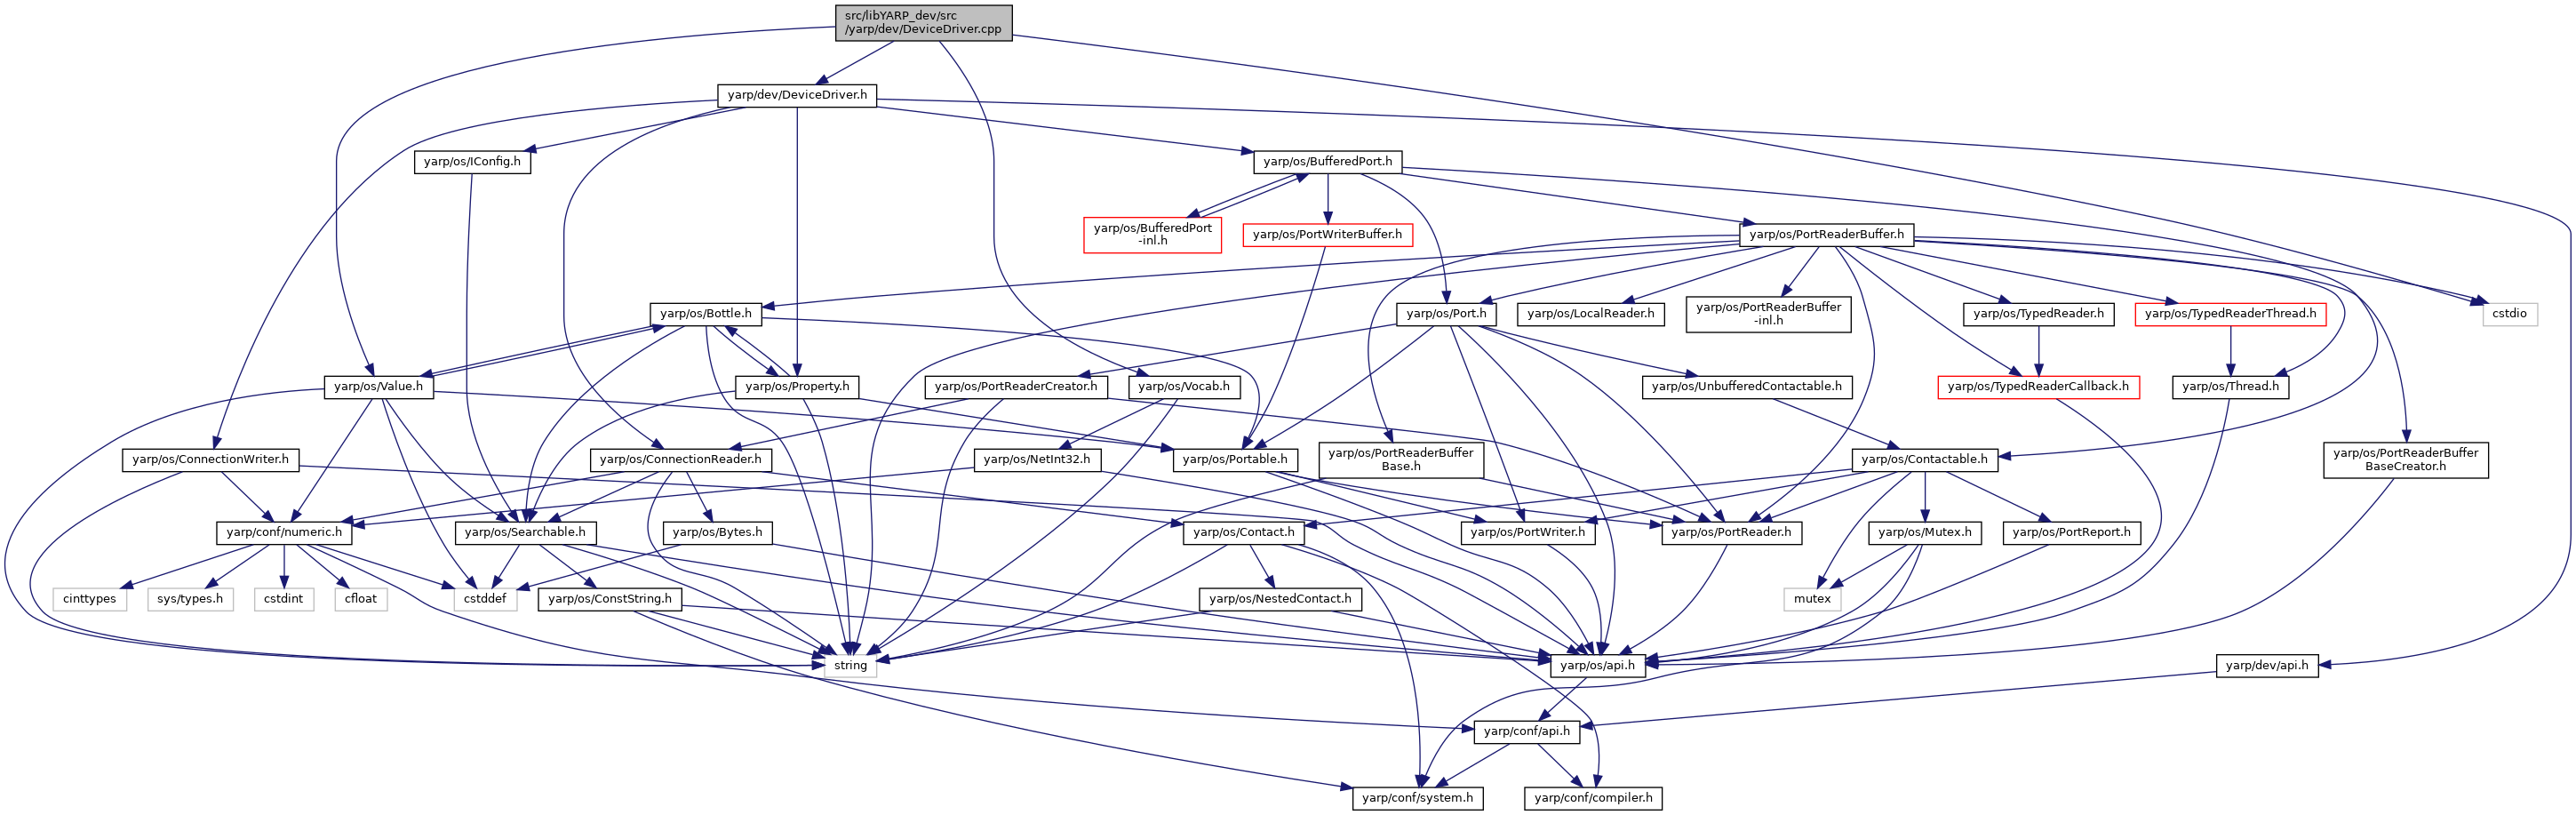 src/libYARP_dev/src
/yarp/dev/DeviceDriver.cpp
yarp/dev/DeviceDriver.h
yarp/os/IConfig.h
yarp/os/BufferedPort.h
yarp/os/BufferedPort
-inl.h
yarp/os/PortWriterBuffer.h
yarp/os/PortReaderBuffer.h
yarp/os/Bottle.h
yarp/os/Port.h
yarp/os/LocalReader.h
yarp/os/PortReaderBuffer
-inl.h
yarp/os/TypedReader.h
yarp/os/TypedReaderThread.h
cstdio
yarp/os/Value.h
yarp/os/Property.h
yarp/os/PortReaderCreator.h
yarp/os/Vocab.h
yarp/os/UnbufferedContactable.h
yarp/os/TypedReaderCallback.h
yarp/os/Thread.h
yarp/os/ConnectionWriter.h
yarp/os/ConnectionReader.h
yarp/os/NetInt32.h
yarp/os/Portable.h
yarp/os/PortReaderBuffer
Base.h
yarp/os/Contactable.h
yarp/os/PortReaderBuffer
BaseCreator.h
yarp/conf/numeric.h
yarp/os/Searchable.h
yarp/os/Bytes.h
yarp/os/Contact.h
yarp/os/PortWriter.h
yarp/os/PortReader.h
yarp/os/Mutex.h
yarp/os/PortReport.h
cinttypes
sys/types.h
cstdint
cfloat
cstddef
yarp/os/ConstString.h
yarp/os/NestedContact.h
mutex
string
yarp/os/api.h
yarp/dev/api.h
yarp/conf/api.h
yarp/conf/system.h
yarp/conf/compiler.h